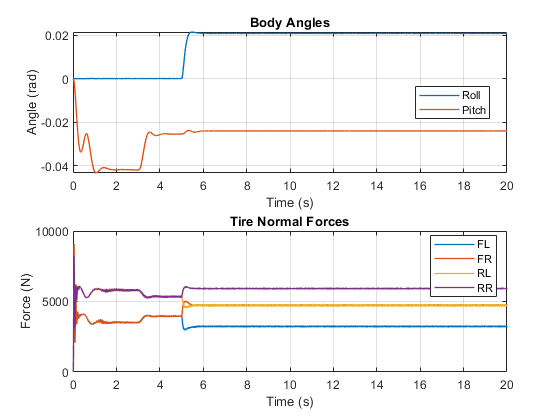 Body Angles
0.02
0
-0.02
-0.04
Angle (rad)
Roll
Pitch
0 2 4 6 8 10 12 14 16 18 20
Time (s)
Tire Normal Forces
10000
5000
0
Force (N)
FL
FR
RL
RR
0 2 4 6 8 10 12 14 16 18 20
Time (s)